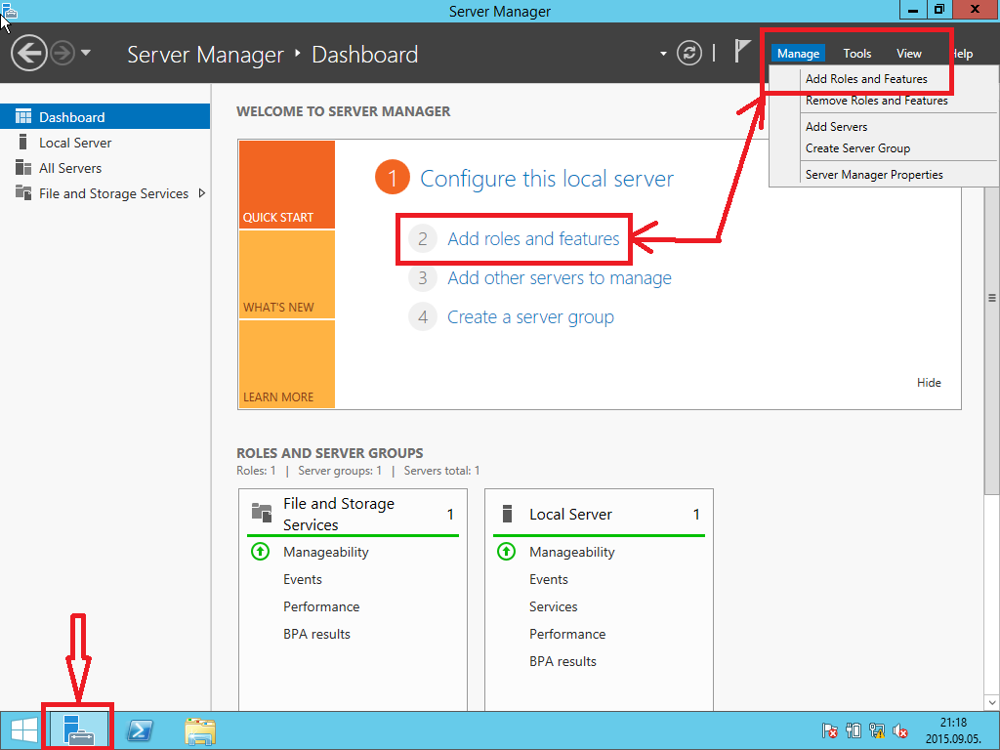 Server Manager
Server Manager ‣ Dashboard
Manage Tools View Help
Add Roles and Features
Remove Roles and Features
Add Servers
Create Server Group
Server Manager Properties
Dashboard
Local Server
All Servers
File and Storage Services
WELCOME TO SERVER MANAGER
QUICK START
WHAT'S NEW
LEARN MORE
1 Configure this local server
2 Add roles and features
3 Add other servers to manage
4 Create a server group
Hide
ROLES AND SERVER GROUPS
Roles: 1 | Server groups: 1 | Servers total: 1
File and Storage
Services 1
Manageability
Events
Performance
BPA results
Local Server 1
Manageability
Events
Services
Performance
BPA results
21:18
2015.09.05.